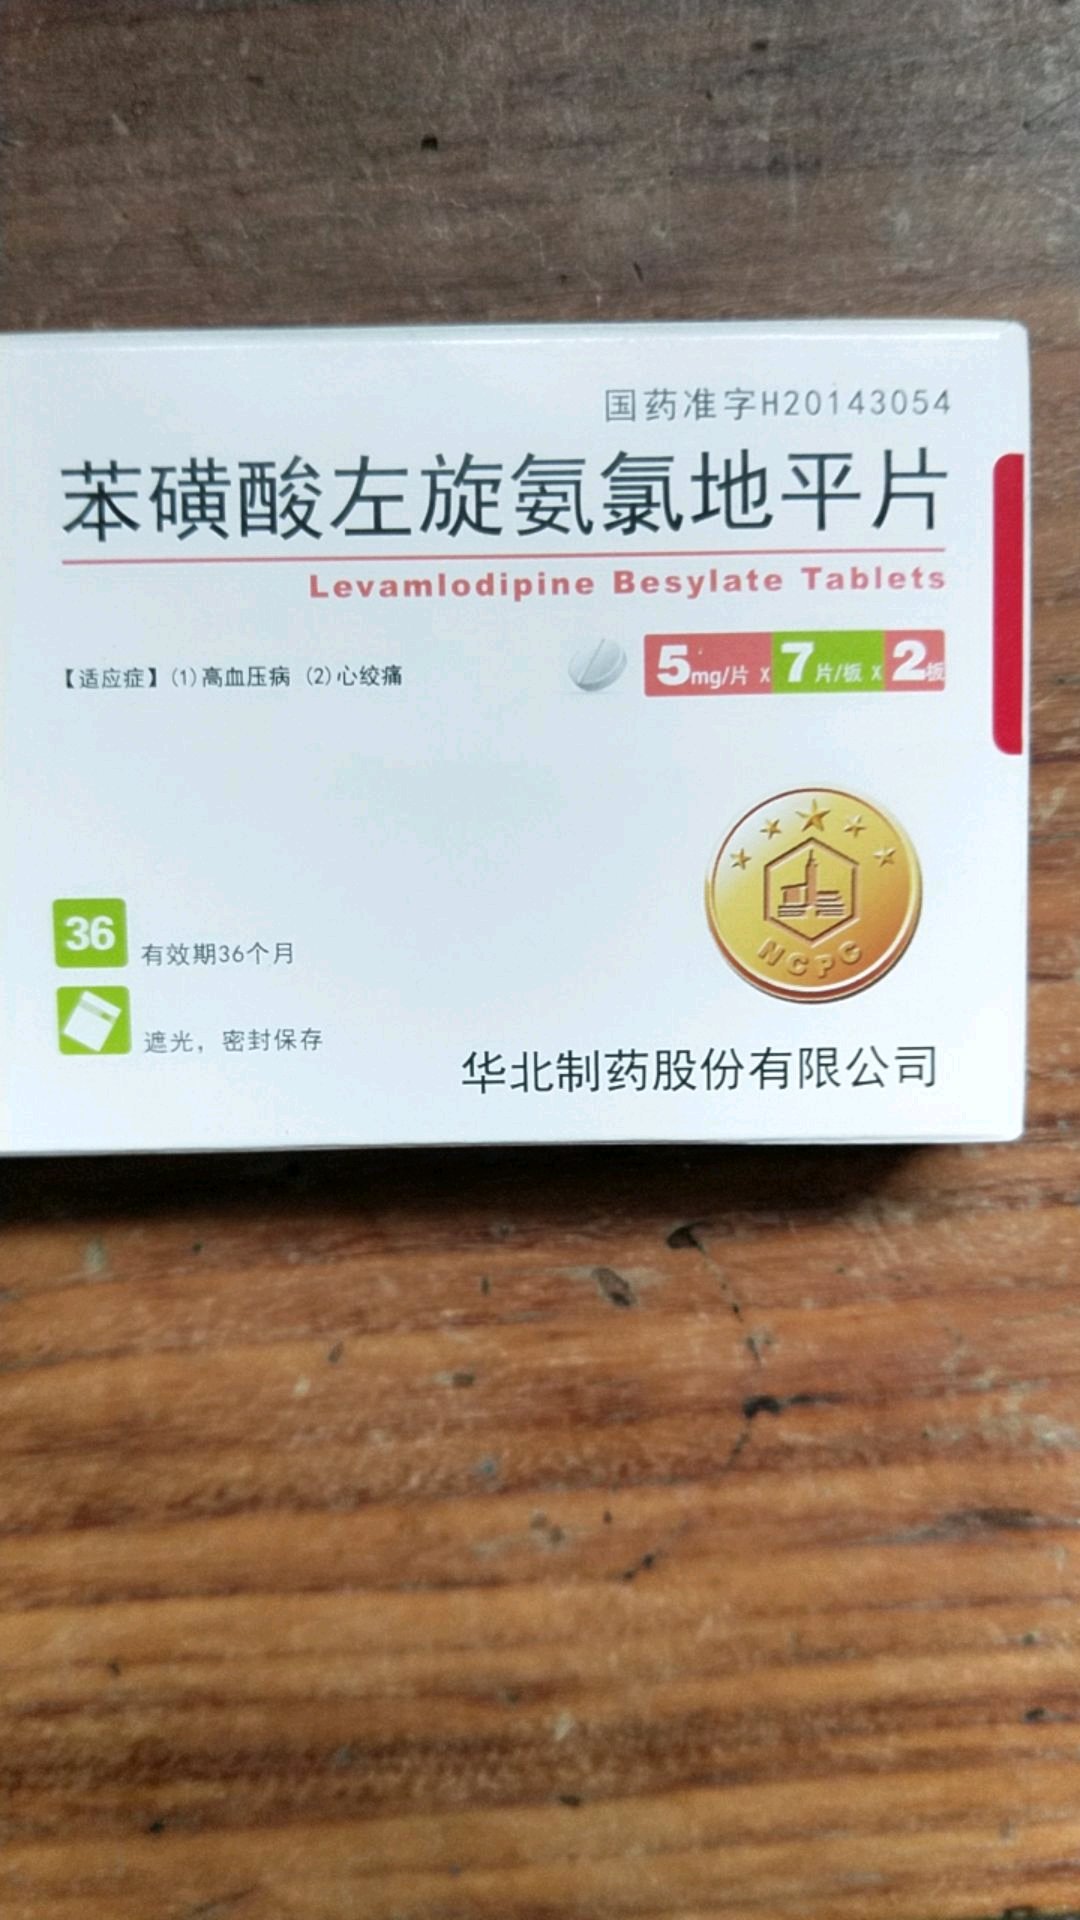 国药准字H20143054
苯磺酸左旋氨氯地平片
Levamlodipine Besylate Tablets
【适应症】(1)高血压病 (2)心绞痛
5mg/片 x 7片/板 x 2板
NCPC
36
有效期36个月
遮光，密封保存
华北制药股份有限公司